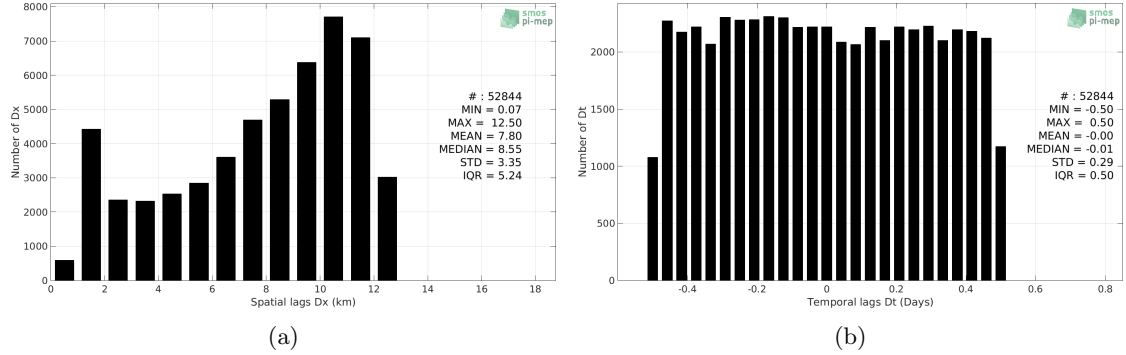 8000
7000
6000
5000
4000
3000
2000
1000
0
Number of Dx
smos
pi-mep
# : 52844
MIN = 0.07
MAX = 12.50
MEAN = 7.80
MEDIAN = 8.55
STD = 3.35
IQR = 5.24
0 2 4 6 8 10 12 14 16 18
Spatial lags Dx (km)
(a)
2000
1500
1000
500
0
Number of Dt
smos
pi-mep
# : 52844
MIN = -0.50
MAX = 0.50
MEAN = -0.00
MEDIAN = -0.01
STD = 0.29
IQR = 0.50
-0.4 -0.2 0 0.2 0.4 0.6 0.8
Temporal lags Dt (Days)
(b)